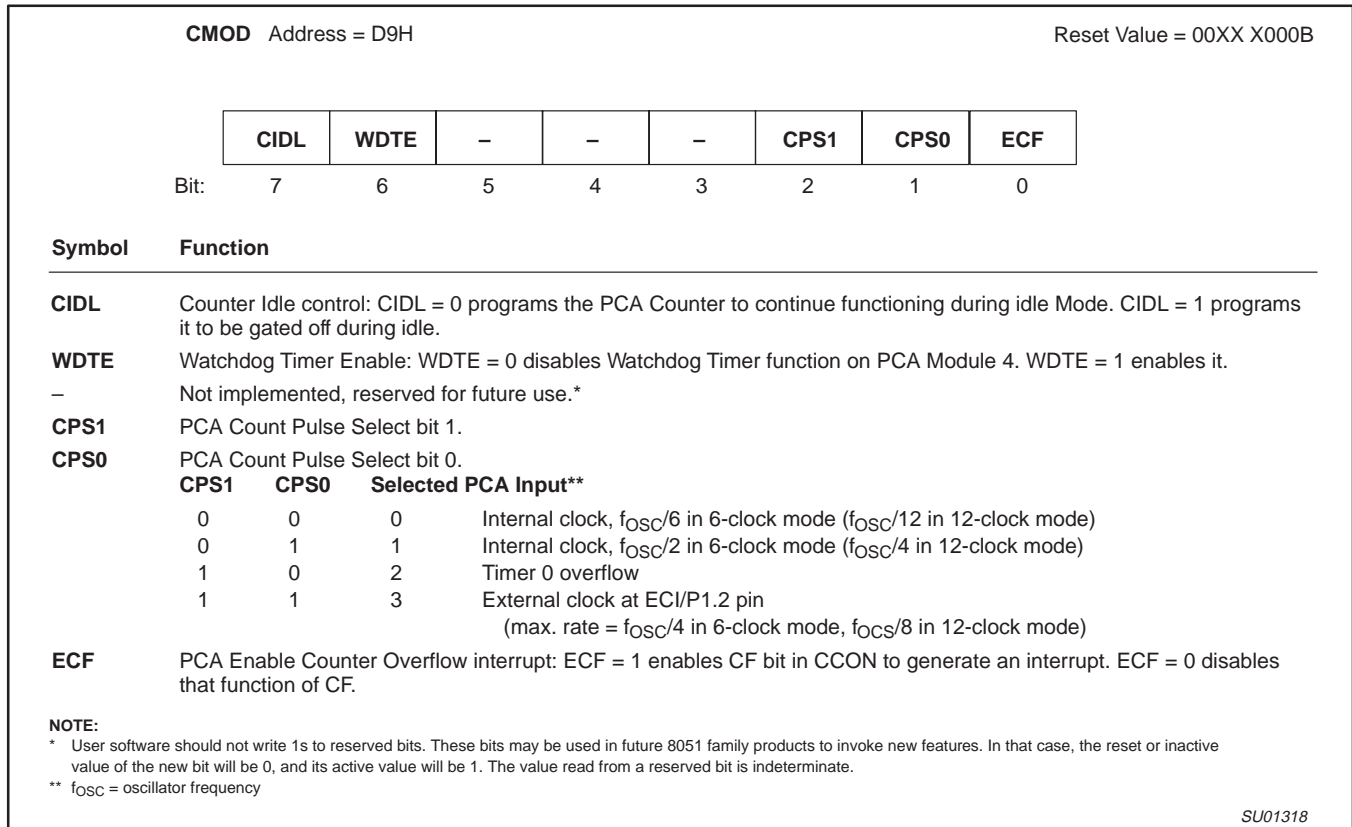 CMOD Address = D9H Reset Value = 00XX X000B
CIDL WDTE – – – CPS1 CPS0 ECF
Bit: 7 6 5 4 3 2 1 0
Symbol Function
CIDL Counter Idle control: CIDL = 0 programs the PCA Counter to continue functioning during idle Mode. CIDL = 1 programs
it to be gated off during idle.
WDTE Watchdog Timer Enable: WDTE = 0 disables Watchdog Timer function on PCA Module 4. WDTE = 1 enables it.
– Not implemented, reserved for future use.*
CPS1 PCA Count Pulse Select bit 1.
CPS0 PCA Count Pulse Select bit 0.
CPS1 CPS0 Selected PCA Input**
0 0 0 Internal clock, fOSC/6 in 6-clock mode (fOSC/12 in 12-clock mode)
0 1 1 Internal clock, fOSC/2 in 6-clock mode (fOSC/4 in 12-clock mode)
1 0 2 Timer 0 overflow
1 1 3 External clock at ECI/P1.2 pin
(max. rate = fOSC/4 in 6-clock mode, fOCS/8 in 12-clock mode)
ECF PCA Enable Counter Overflow interrupt: ECF = 1 enables CF bit in CCON to generate an interrupt. ECF = 0 disables
that function of CF.
NOTE:
* User software should not write 1s to reserved bits. These bits may be used in future 8051 family products to invoke new features. In that case, the reset or inactive
value of the new bit will be 0, and its active value will be 1. The value read from a reserved bit is indeterminate.
** fOSC = oscillator frequency
SU01318